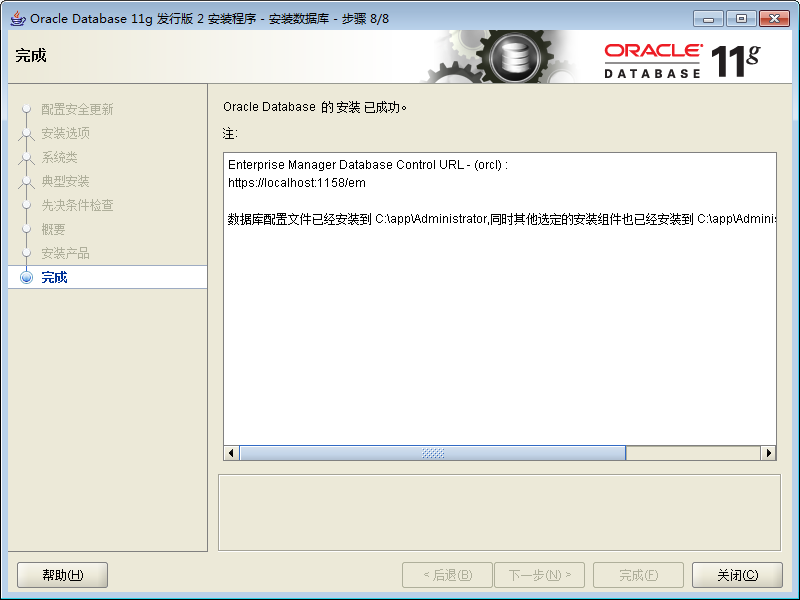 Oracle Database 11g 发行版 2 安装程序 - 安装数据库 - 步骤 8/8
完成
ORACLE
DATABASE
11g
配置安全更新
安装选项
系统类
典型安装
先决条件检查
概要
安装产品
完成
Oracle Database 的 安装 已成功。
注:
Enterprise Manager Database Control URL - (orcl) :
https://localhost:1158/em
数据库配置文件已经安装到 C:\app\Administrator,同时其他选定的安装组件也已经安装到 C:\app\Adminis
帮助(H)
< 后退(B)
下一步(N) >
完成(F)
关闭(C)